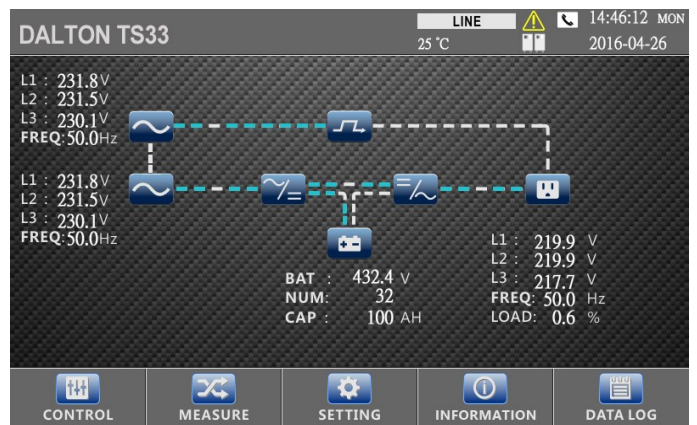 DALTON TS33
LINE
14:46:12 MON
25 °C
2016-04-26
L1 : 231.8V
L2 : 231.5V
L3 : 230.1V
FREQ:50.0Hz
L1 : 231.8V
L2 : 231.5V
L3 : 230.1V
FREQ:50.0Hz
BAT : 432.4 V
NUM: 32
CAP : 100 AH
L1 : 219.9 V
L2 : 219.9 V
L3 : 217.7 V
FREQ: 50.0 Hz
LOAD: 0.6 %
CONTROL
MEASURE
SETTING
INFORMATION
DATA LOG